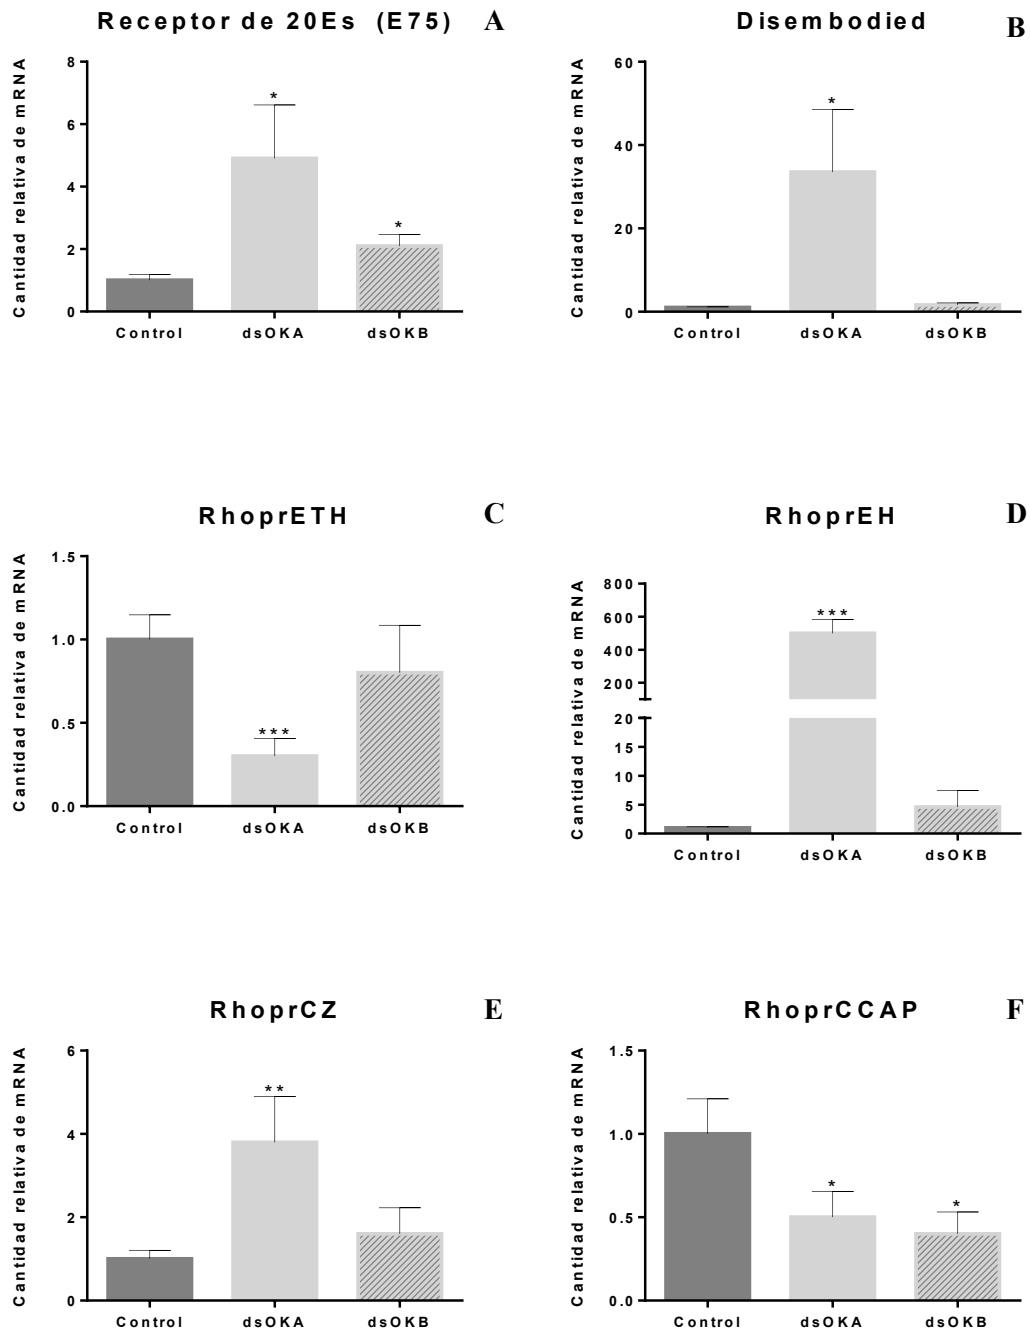 Receptor de 20Es (E75) A
Cantidad relativa de mRNA
8
6
4
2
0
*
*
Control dsOKA dsOKB
Disembodied B
Cantidad relativa de mRNA
60
40
20
0
*
Control dsOKA dsOKB
RhoprETH C
Cantidad relativa de mRNA
1.5
1.0
0.5
0.0
***
Control dsOKA dsOKB
RhoprEH D
Cantidad relativa de mRNA
800
600
400
200
20
15
10
5
0
***
Control dsOKA dsOKB
RhoprCZ E
Cantidad relativa de mRNA
6
4
2
0
**
Control dsOKA dsOKB
RhoprCCAP F
Cantidad relativa de mRNA
1.5
1.0
0.5
0.0
*
*
Control dsOKA dsOKB